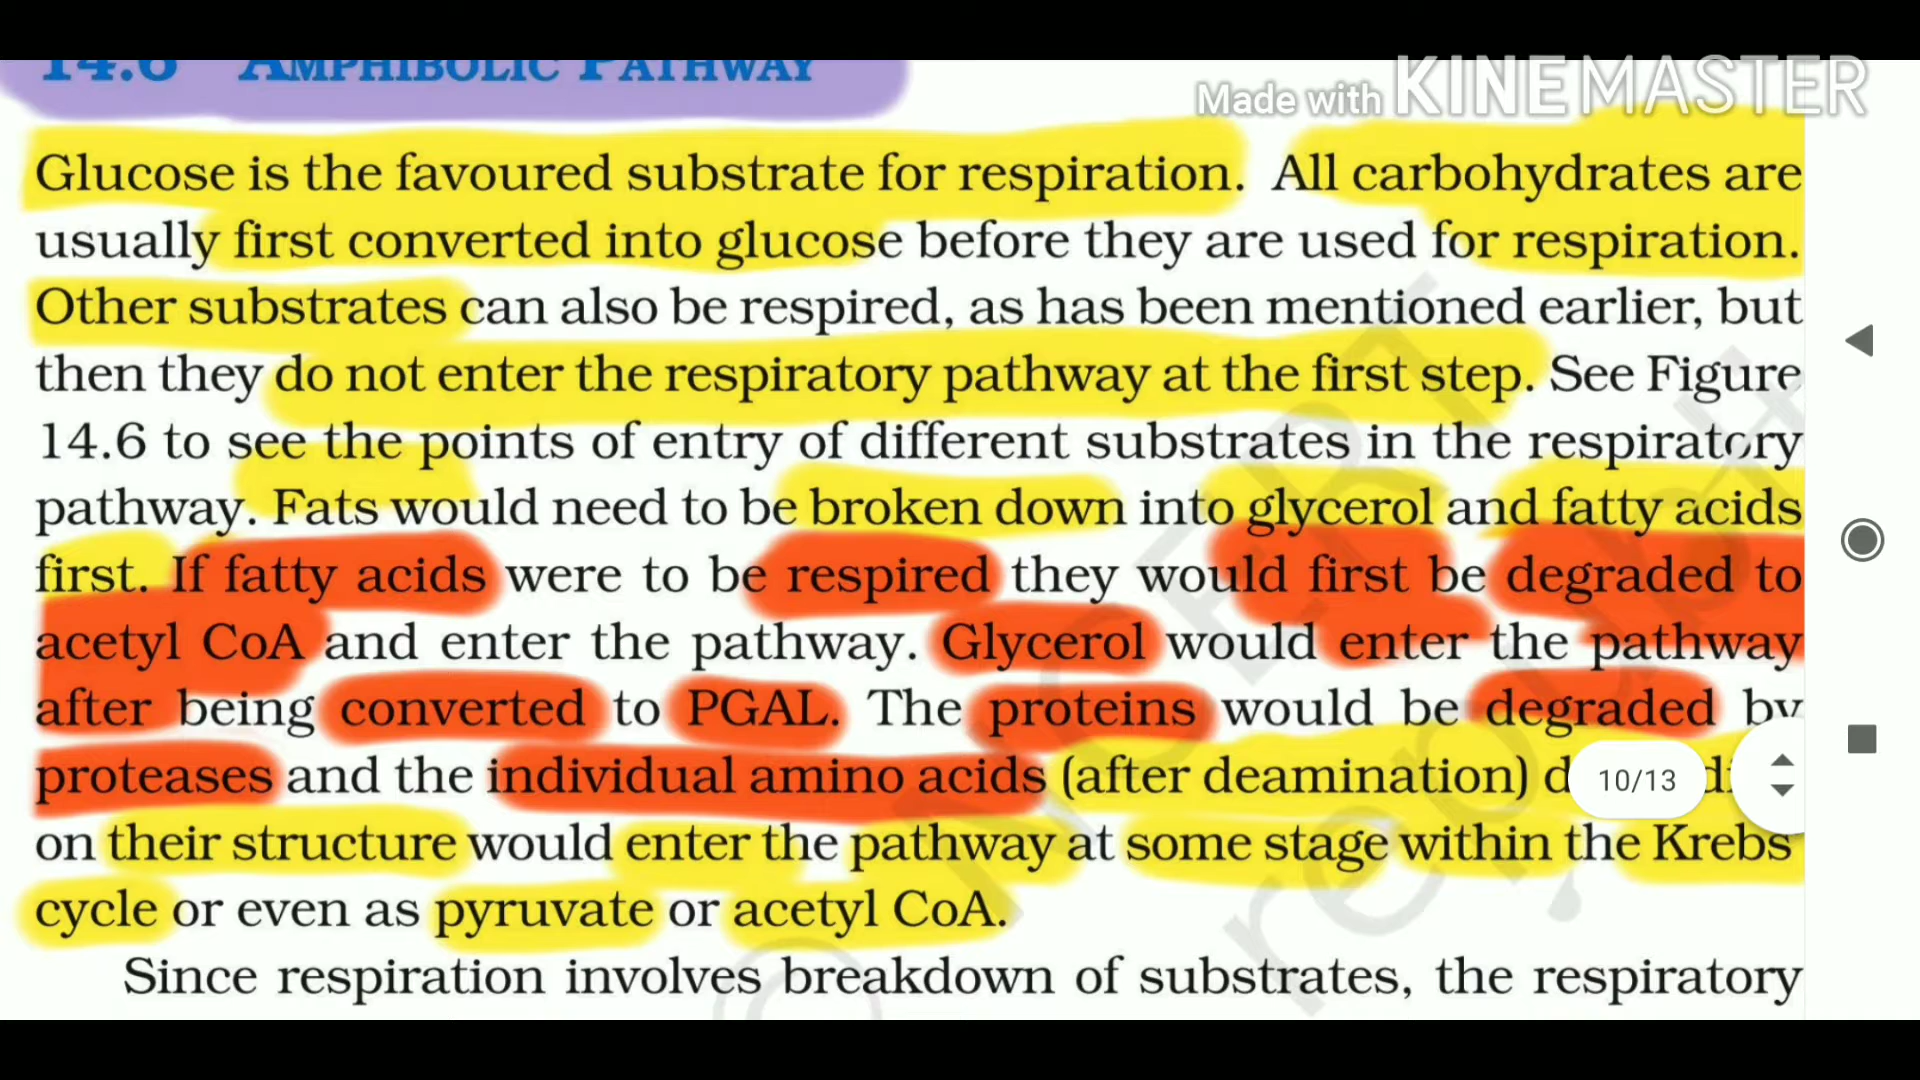 14.6 AMPHIBOLIC PATHWAY
Made with KINEMASTER
Glucose is the favoured substrate for respiration. All carbohydrates are
usually first converted into glucose before they are used for respiration.
Other substrates can also be respired, as has been mentioned earlier, but
then they do not enter the respiratory pathway at the first step. See Figure
14.6 to see the points of entry of different substrates in the respiratory
pathway. Fats would need to be broken down into glycerol and fatty acids
first. If fatty acids were to be respired they would first be degraded to
acetyl CoA and enter the pathway. Glycerol would enter the pathway
after being converted to PGAL. The proteins would be degraded by
proteases and the individual amino acids (after deamination)
10/13
on their structure would enter the pathway at some stage within the Krebs
cycle or even as pyruvate or acetyl CoA.
Since respiration involves breakdown of substrates, the respiratory